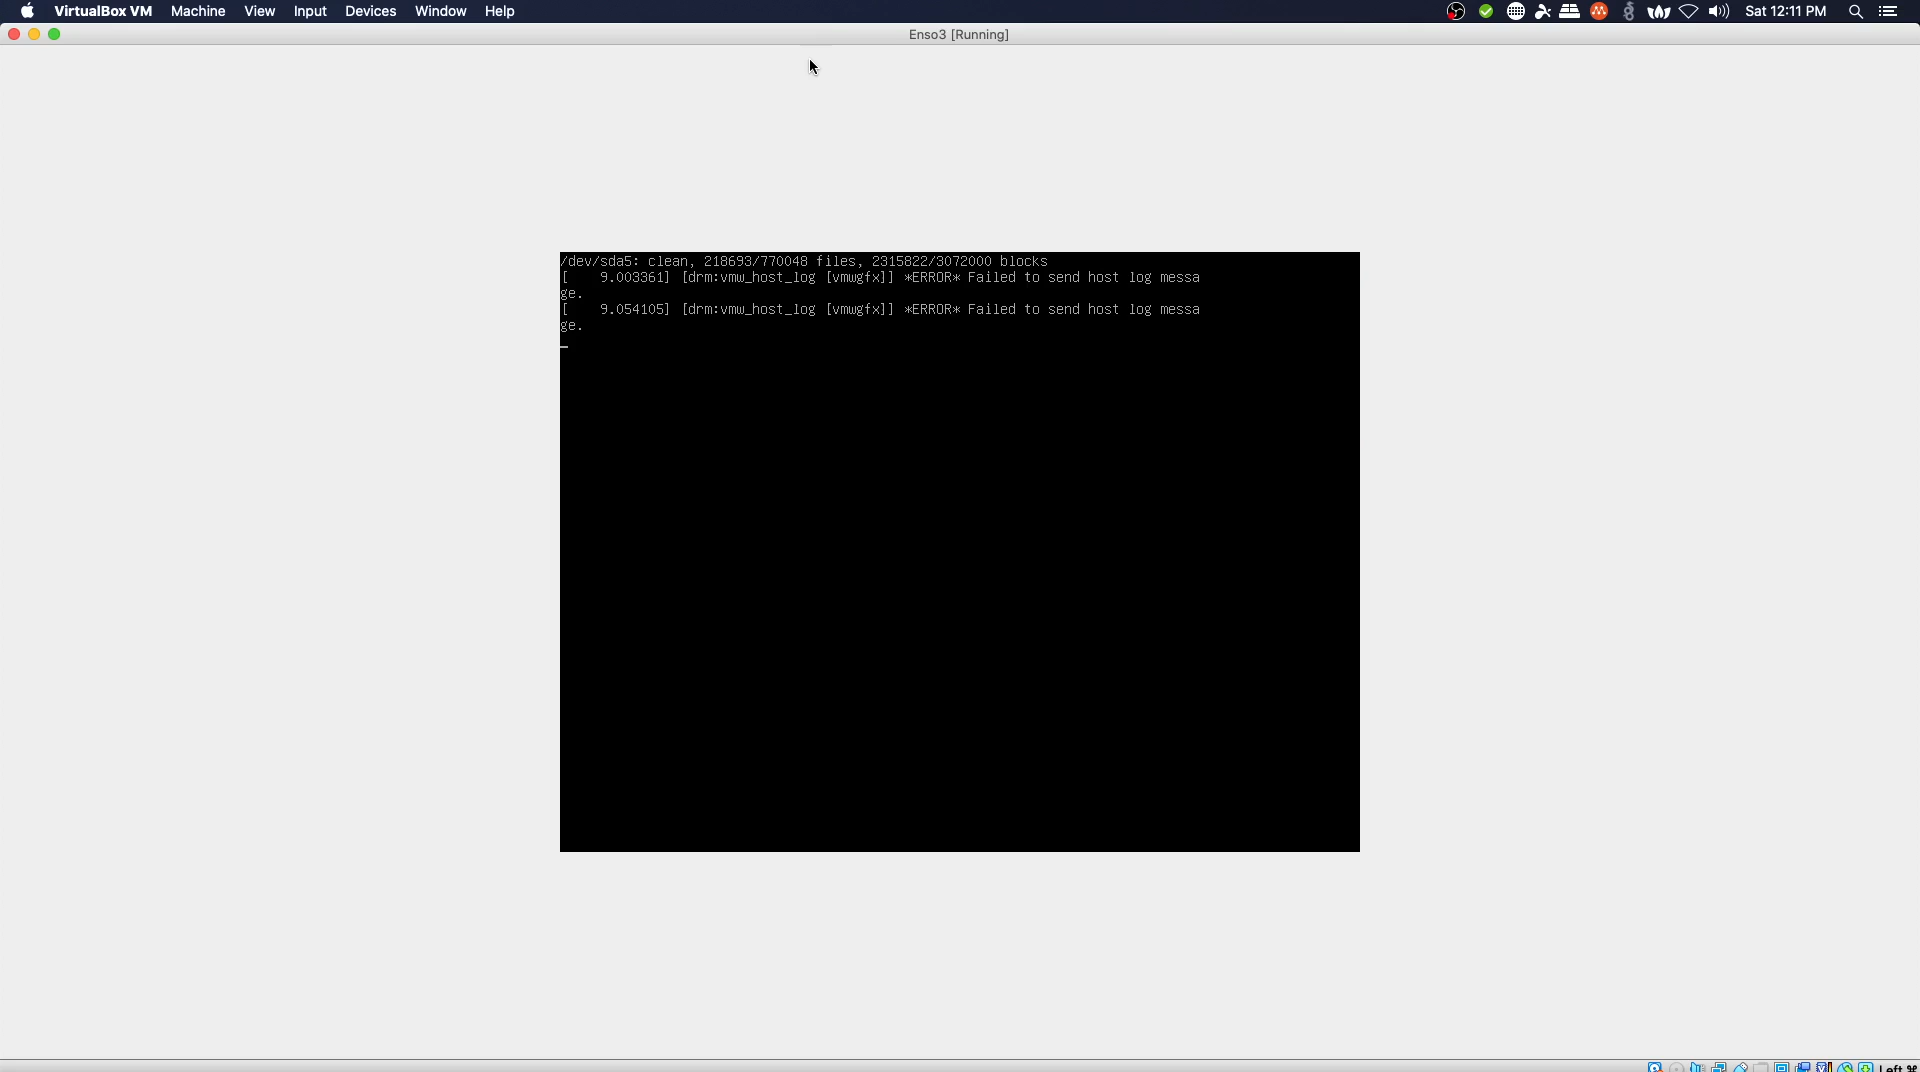 VirtualBox VM Machine View Input Devices Window Help Sat 12:11 PM
Enso3 [Running]
/dev/sda5: clean, 218693/770048 files, 2315822/3072000 blocks
[    9.003361] [drm:vmw_host_log [vmwgfx]] *ERROR* Failed to send host log messa
ge.
[    9.054105] [drm:vmw_host_log [vmwgfx]] *ERROR* Failed to send host log messa
ge.
Left ⌘